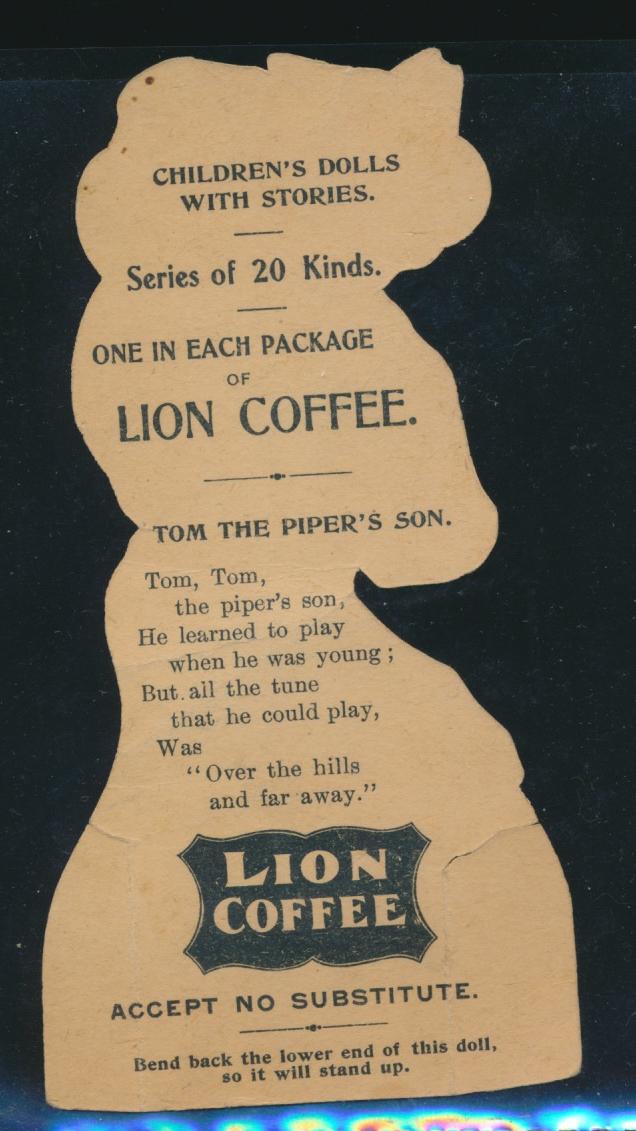 CHILDREN'S DOLLS
WITH STORIES.
Series of 20 Kinds.
ONE IN EACH PACKAGE
OF
LION COFFEE.
TOM THE PIPER'S SON.
Tom, Tom,
the piper's son,
He learned to play
when he was young;
But all the tune
that he could play,
Was
"Over the hills
and far away."
LION
COFFEE
ACCEPT NO SUBSTITUTE.
Bend back the lower end of this doll,
so it will stand up.